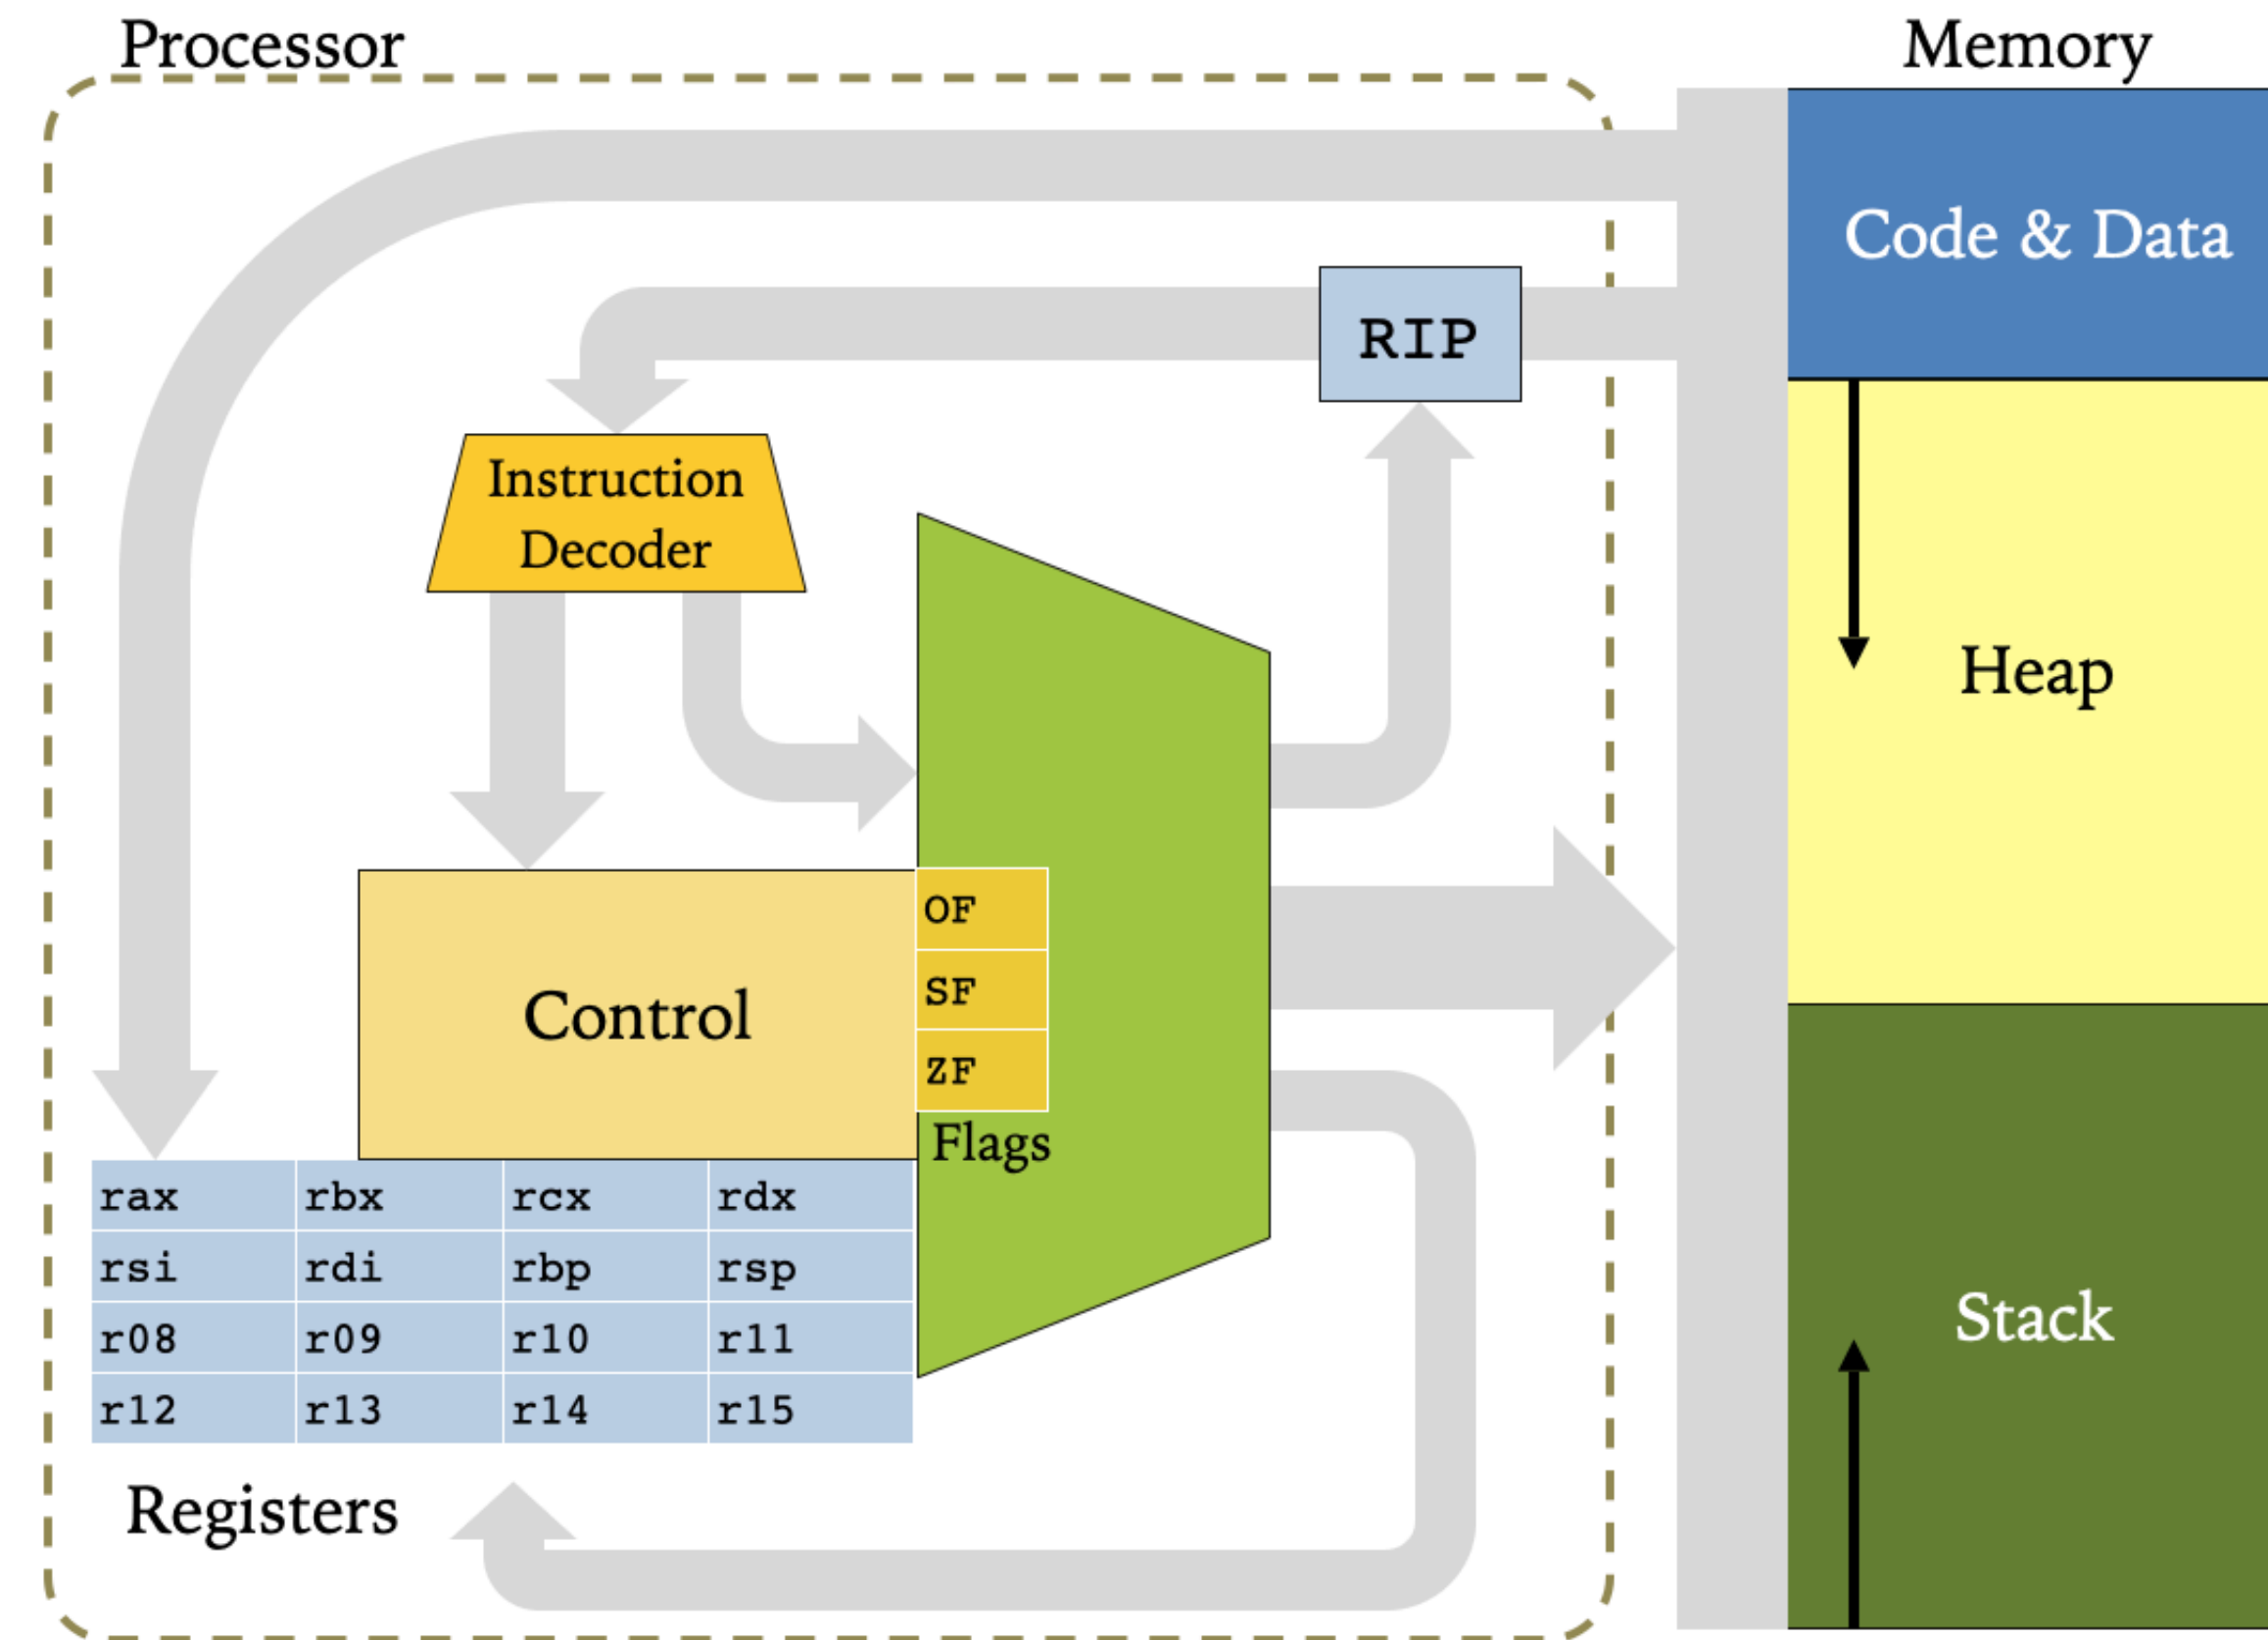 Processor
Memory
Code & Data
RIP
Instruction
Decoder
Heap
OF
SF
ZF
Control
Flags
rax rbx rcx rdx
rsi rdi rbp rsp
r08 r09 r10 r11
r12 r13 r14 r15
Stack
Registers